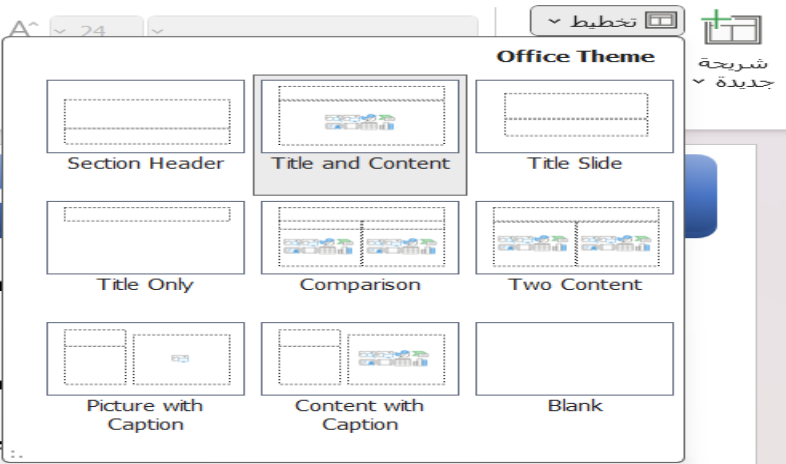 تخطيط
24
A^
شريحة
جديدة
Office Theme
Title Slide
Title and Content
Section Header
Two Content
Comparison
Title Only
Blank
Content with
Caption
Picture with
Caption